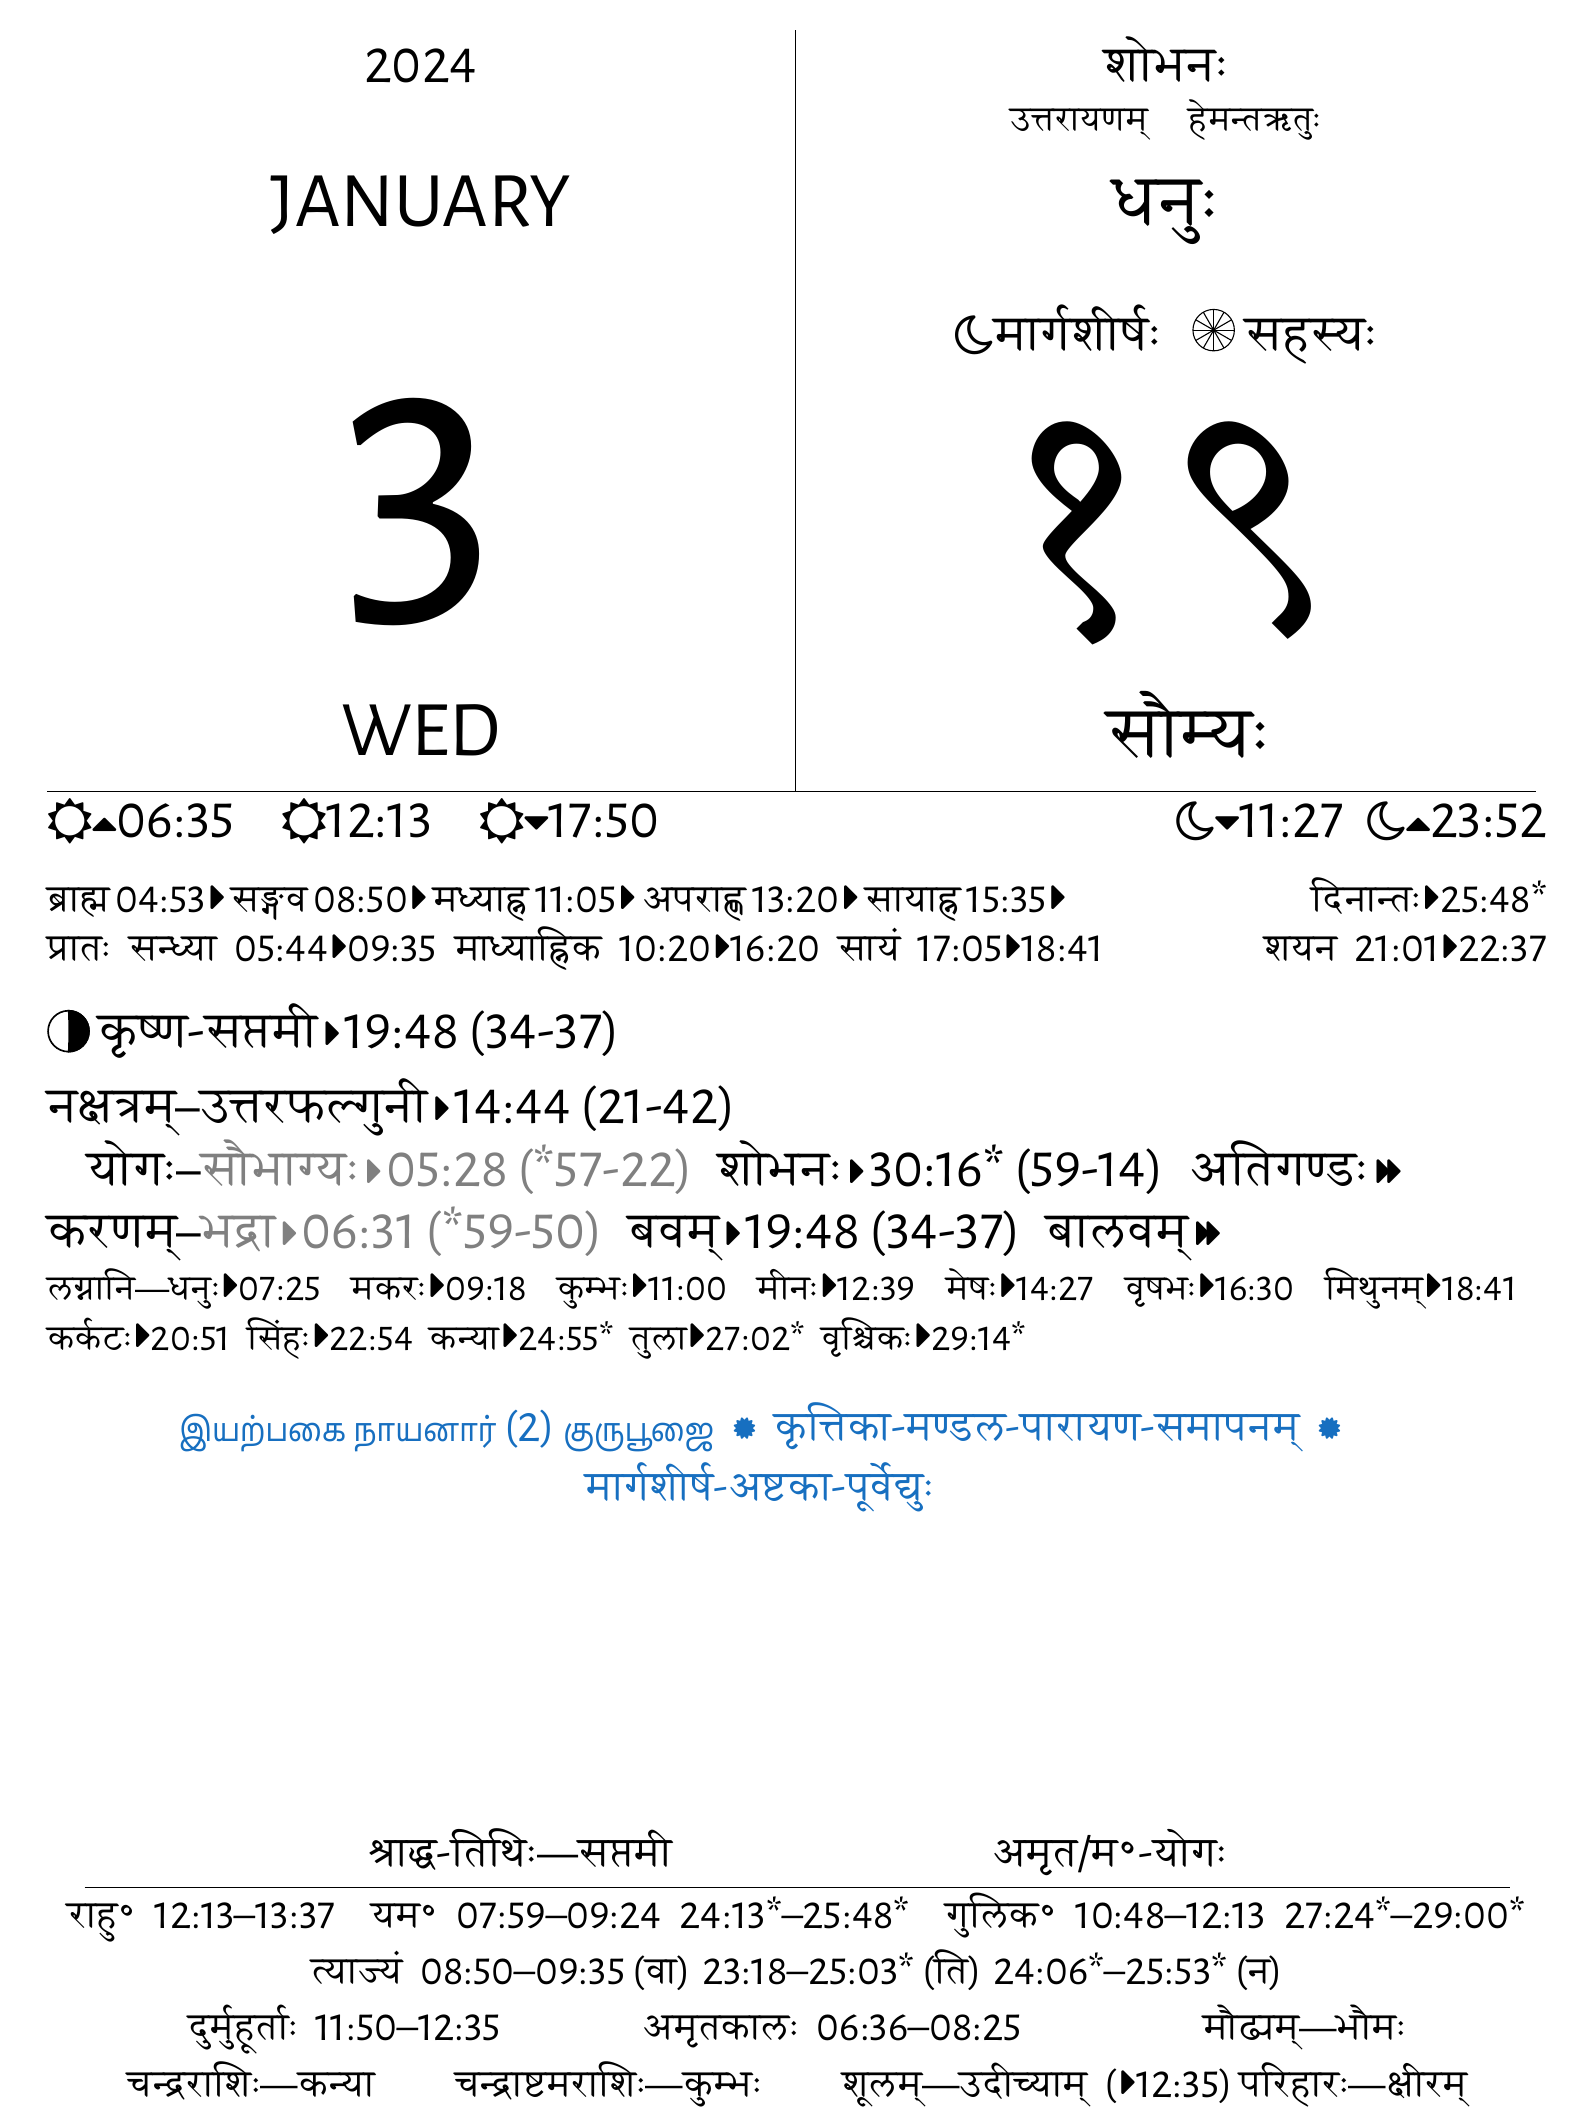 2024
JANUARY
3
WED
शोभनः
उत्तरायणम् हेमन्तऋतुः
धनुः
मार्गशीर्षः सहस्यः
१९
सौम्यः
06:35 12:13 17:50 11:27 23:52
ब्राह्म 04:53 सङ्गव 08:50 मध्याह्न 11:05 अपराह्ण 13:20 सायाह्न 15:35 दिनान्तः 25:48*
प्रातः सन्ध्या 05:44 09:35 माध्याह्निक 10:20 16:20 सायं 17:05 18:41 शयन 21:01 22:37
कृष्ण-सप्तमी 19:48 (34-37)
नक्षत्रम्–उत्तरफल्गुनी 14:44 (21-42)
योगः–सौभाग्यः 05:28 (*57-22) शोभनः 30:16* (59-14) अतिगण्डः
करणम्–भद्रा 06:31 (*59-50) बवम् 19:48 (34-37) बालवम्
लग्नानि—धनुः 07:25 मकरः 09:18 कुम्भः 11:00 मीनः 12:39 मेषः 14:27 वृषभः 16:30 मिथुनम् 18:41
कर्कटः 20:51 सिंहः 22:54 कन्या 24:55* तुला 27:02* वृश्चिकः 29:14*
இயற்பகை நாயனார் (2) குருபூஜை ✹ कृत्तिका-मण्डल-पारायण-समापनम् ✹
मार्गशीर्ष-अष्टका-पूर्वेद्युः
श्राद्ध-तिथिः—सप्तमी अमृत/म॰-योगः
राहु॰ 12:13–13:37 यम॰ 07:59–09:24 24:13*–25:48* गुलिक॰ 10:48–12:13 27:24*–29:00*
त्याज्यं 08:50–09:35 (वा) 23:18–25:03* (ति) 24:06*–25:53* (न)
दुर्मुहूर्ताः 11:50–12:35 अमृतकालः 06:36–08:25 मौढ्यम्—भौमः
चन्द्रराशिः—कन्या चन्द्राष्टमराशिः—कुम्भः शूलम्—उदीच्याम् (12:35) परिहारः—क्षीरम्